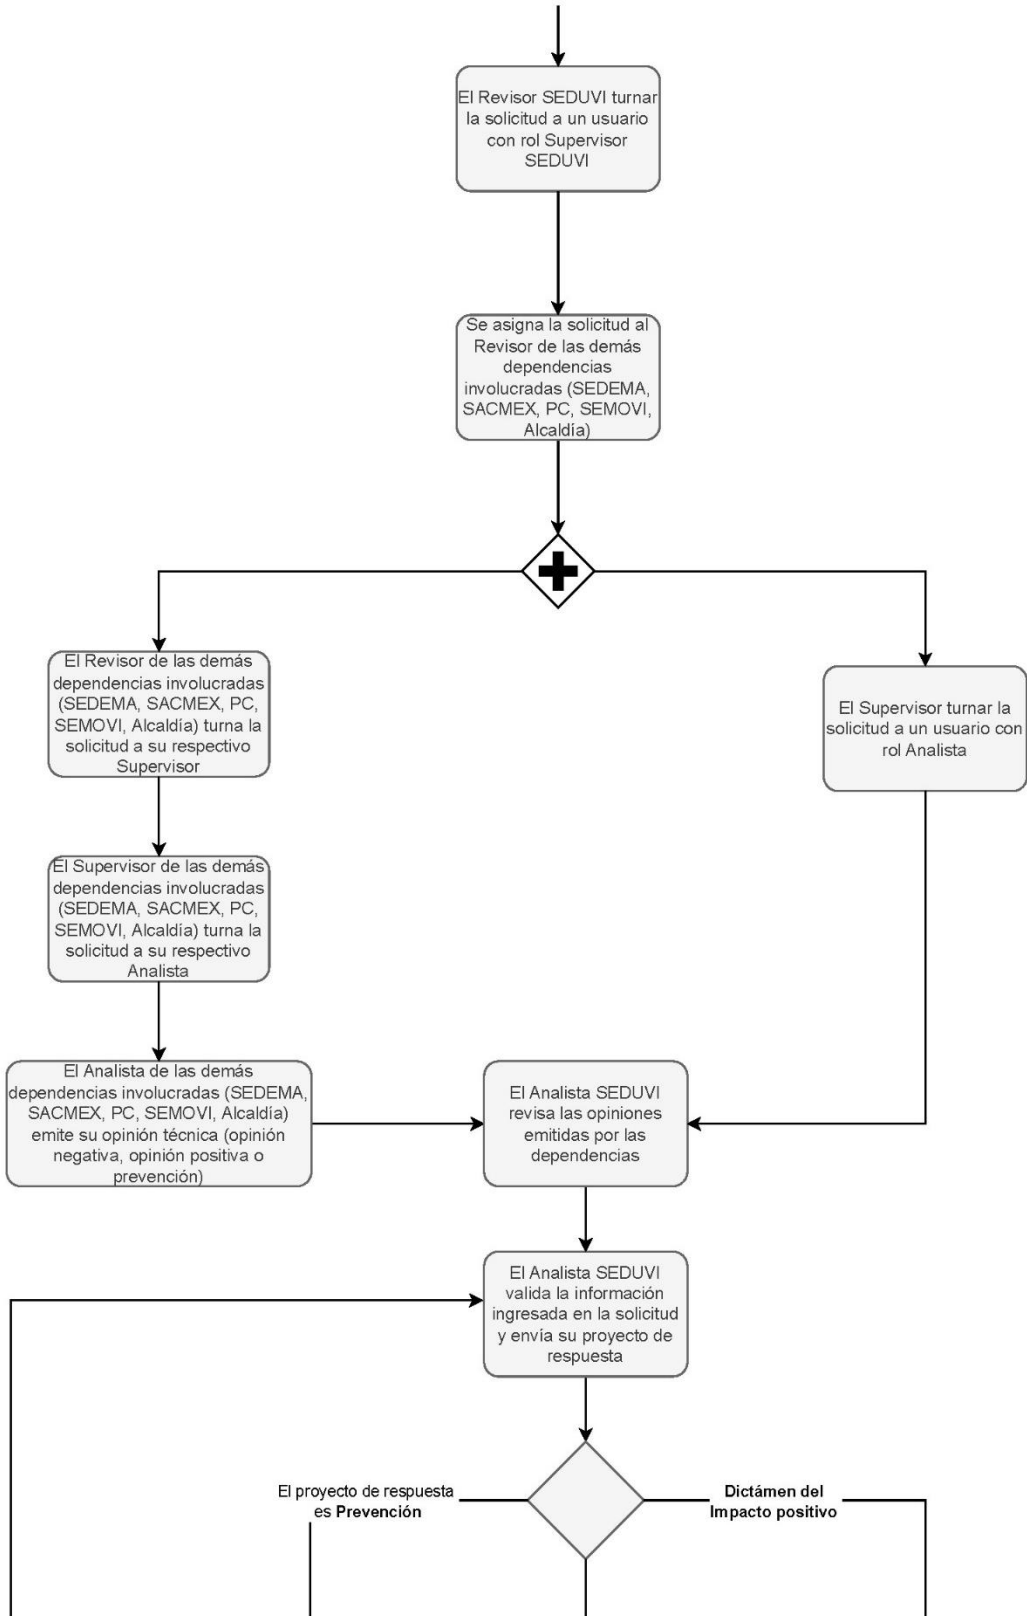 El Revisor SEDUVI turnar
la solicitud a un usuario
con rol Supervisor
SEDUVI
Se asigna la solicitud al
Revisor de las demás
dependencias
involucradas (SEDEMA,
SACMEX, PC, SEMOVI,
Alcaldía)
El Revisor de las demás
dependencias involucradas
(SEDEMA, SACMEX, PC,
SEMOVI, Alcaldía) turna la
solicitud a su respectivo
Supervisor
El Supervisor turnar la
solicitud a un usuario con
rol Analista
El Supervisor de las demás
dependencias involucradas
(SEDEMA, SACMEX, PC,
SEMOVI, Alcaldía) turna la
solicitud a su respectivo
Analista
El Analista de las demás
dependencias involucradas (SEDEMA,
SACMEX, PC, SEMOVI, Alcaldía)
emite su opinión técnica (opinión
negativa, opinión positiva o
prevención)
El Analista SEDUVI
revisa las opiniones
emitidas por las
dependencias
El Analista SEDUVI
valida la información
ingresada en la solicitud
y envía su proyecto de
respuesta
El proyecto de respuesta
es Prevención
Dictámen del
Impacto positivo